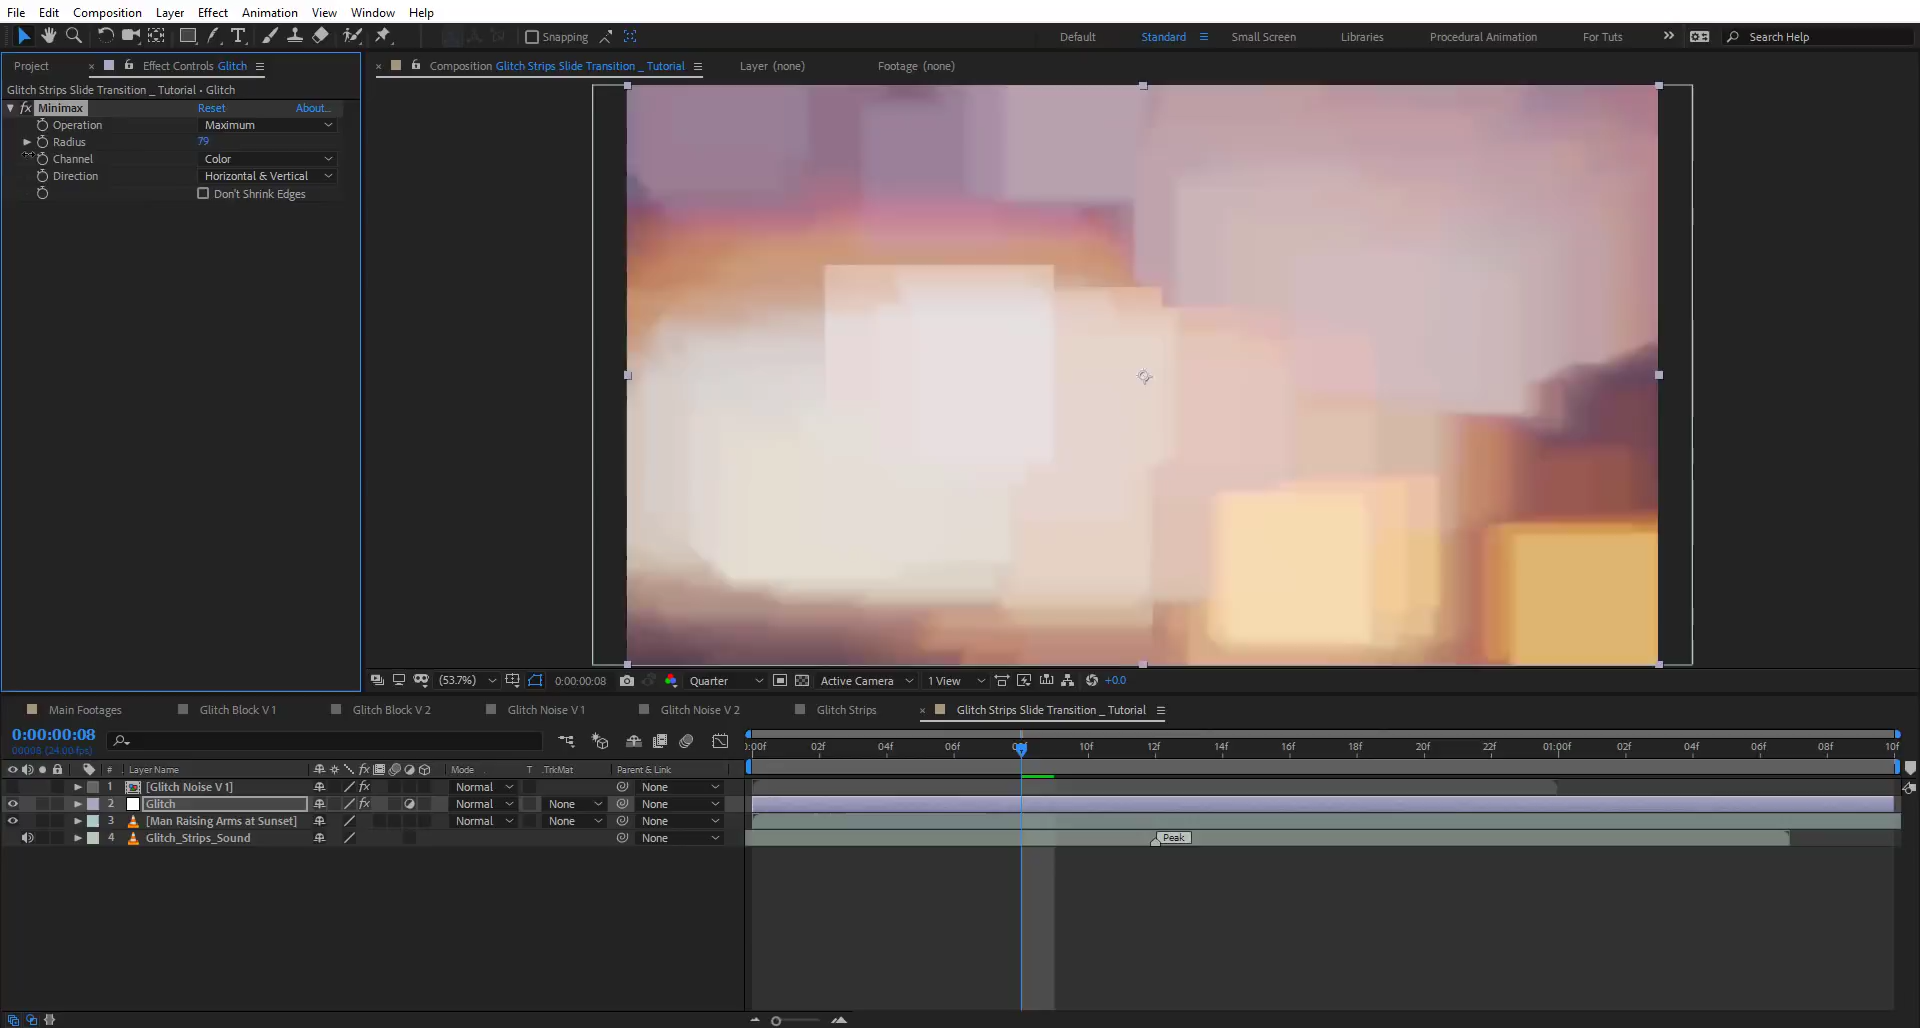 File Edit Composition Layer Effect Animation View Window Help
Snapping Default Standard Small Screen Libraries Procedural Animation For Tuts Search Help
Project Effect Controls Glitch Composition Glitch Strips Slide Transition _ Tutorial Layer (none) Footage (none)
Glitch Strips Slide Transition _ Tutorial • Glitch
fx Minimax Reset About...
Operation Maximum
Radius 79
Channel Color
Direction Horizontal & Vertical
Don't Shrink Edges
(53.7%) 0:00:00:08 Quarter Active Camera 1 View +0.0
Main Footages Glitch Block V 1 Glitch Block V 2 Glitch Noise V 1 Glitch Noise V 2 Glitch Strips Glitch Strips Slide Transition _ Tutorial
0:00:00:08
00008 (24.00 fps)
:00f 02f 04f 06f 08f 10f 12f 14f 16f 18f 20f 22f 01:00f 02f 04f 06f 08f 10f
# Layer Name Mode T .TrkMat Parent & Link
1 [Glitch Noise V 1] Normal None
2 Glitch Normal None None
3 [Man Raising Arms at Sunset] Normal None None
4 Glitch_Strips_Sound None Peak